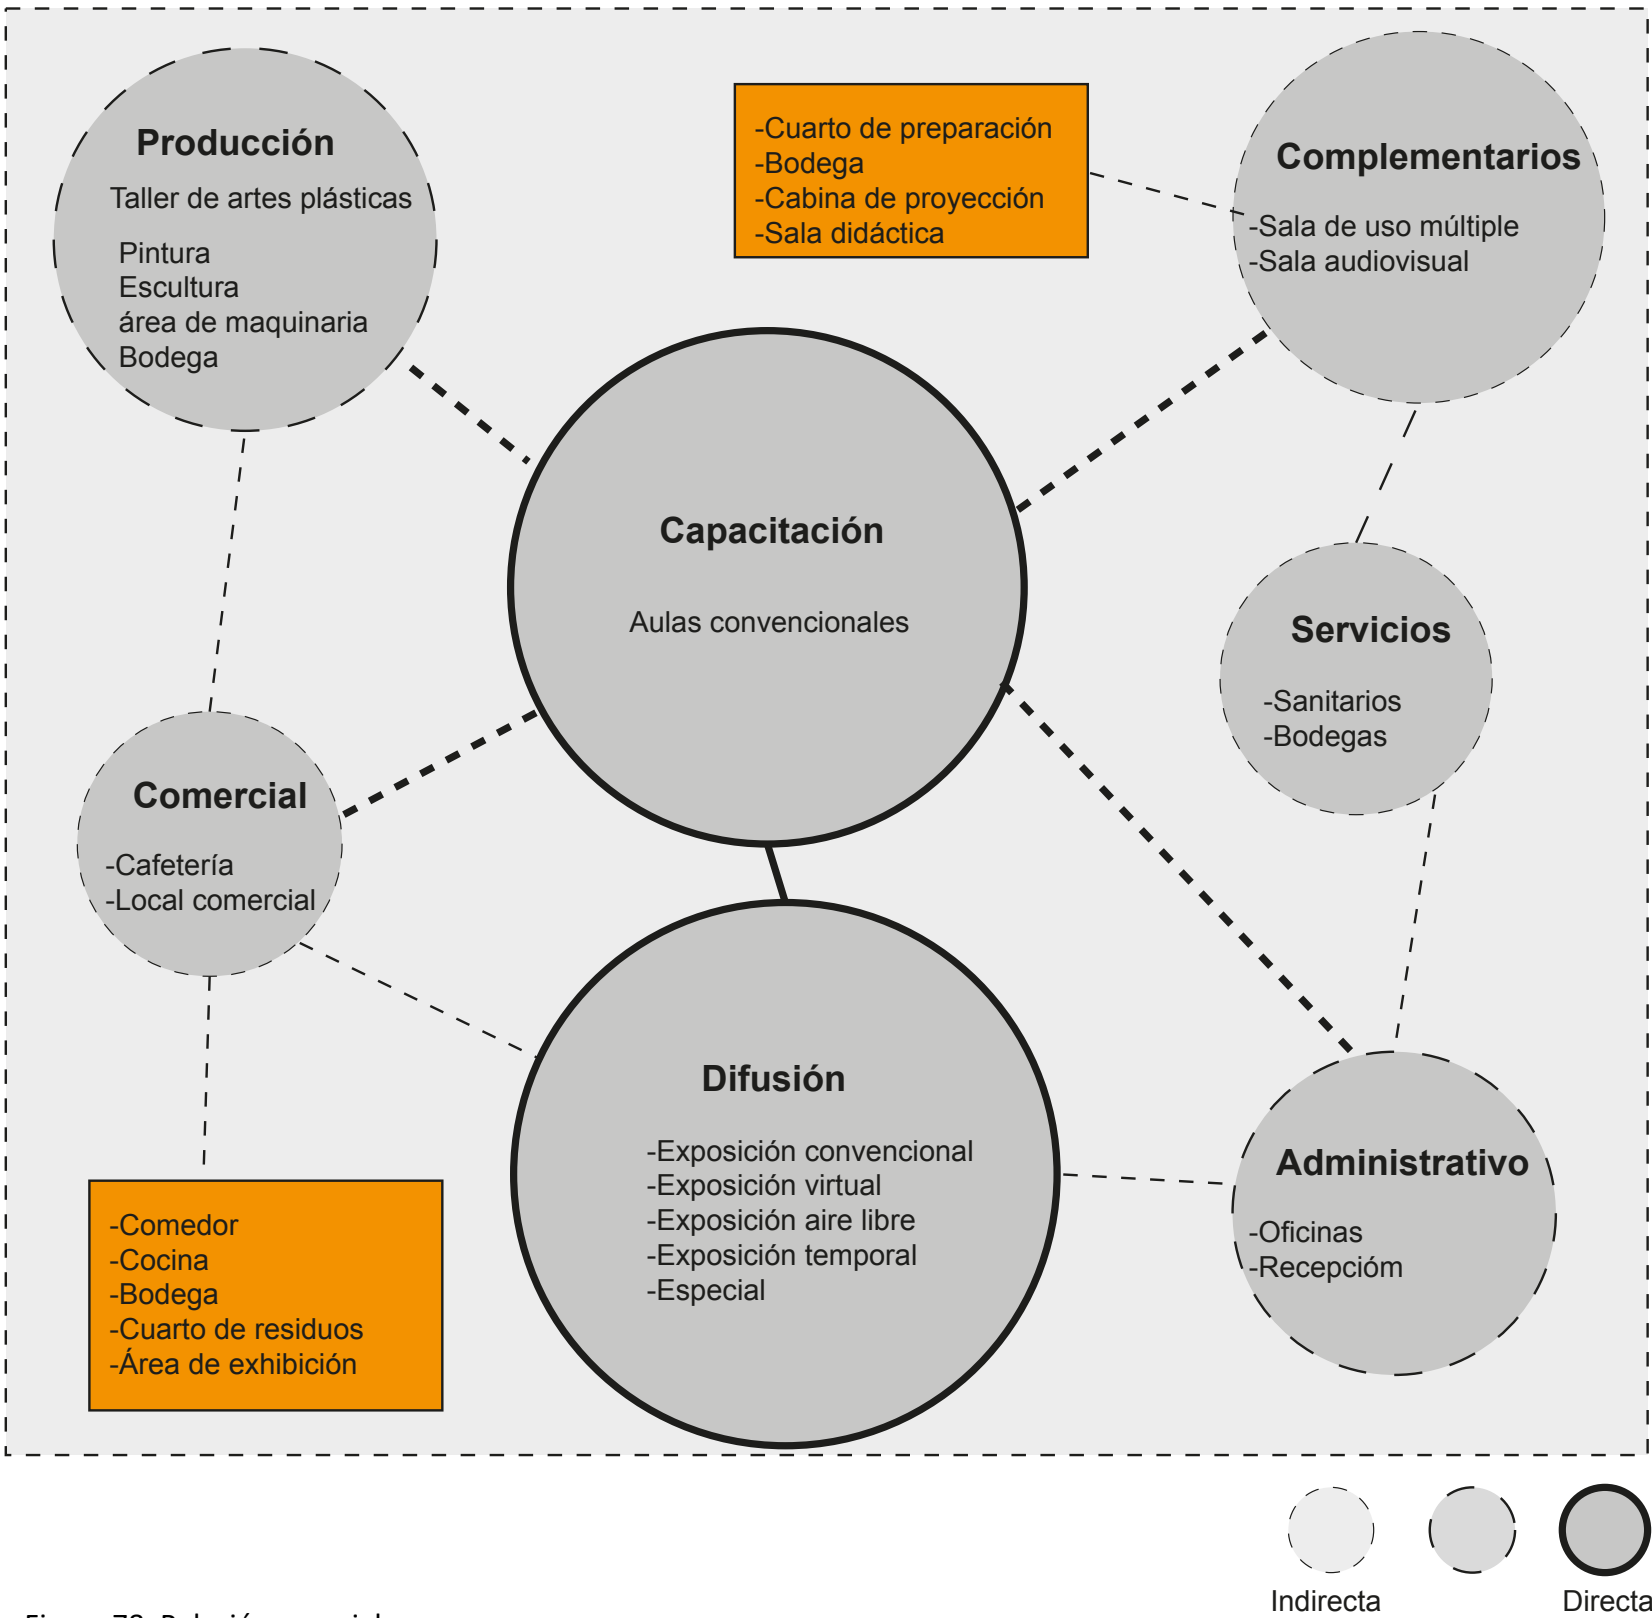 Producción
Taller de artes plásticas
Pintura
Escultura
área de maquinaria
Bodega
-Cuarto de preparación
-Bodega
-Cabina de proyección
-Sala didáctica
Complementarios
-Sala de uso múltiple
-Sala audiovisual
Capacitación
Aulas convencionales
Servicios
-Sanitarios
-Bodegas
Comercial
-Cafetería
-Local comercial
Difusión
-Exposición convencional
-Exposición virtual
-Exposición aire libre
-Exposición temporal
-Especial
Administrativo
-Oficinas
-Recepcióm
-Comedor
-Cocina
-Bodega
-Cuarto de residuos
-Área de exhibición
Indirecta
Directa